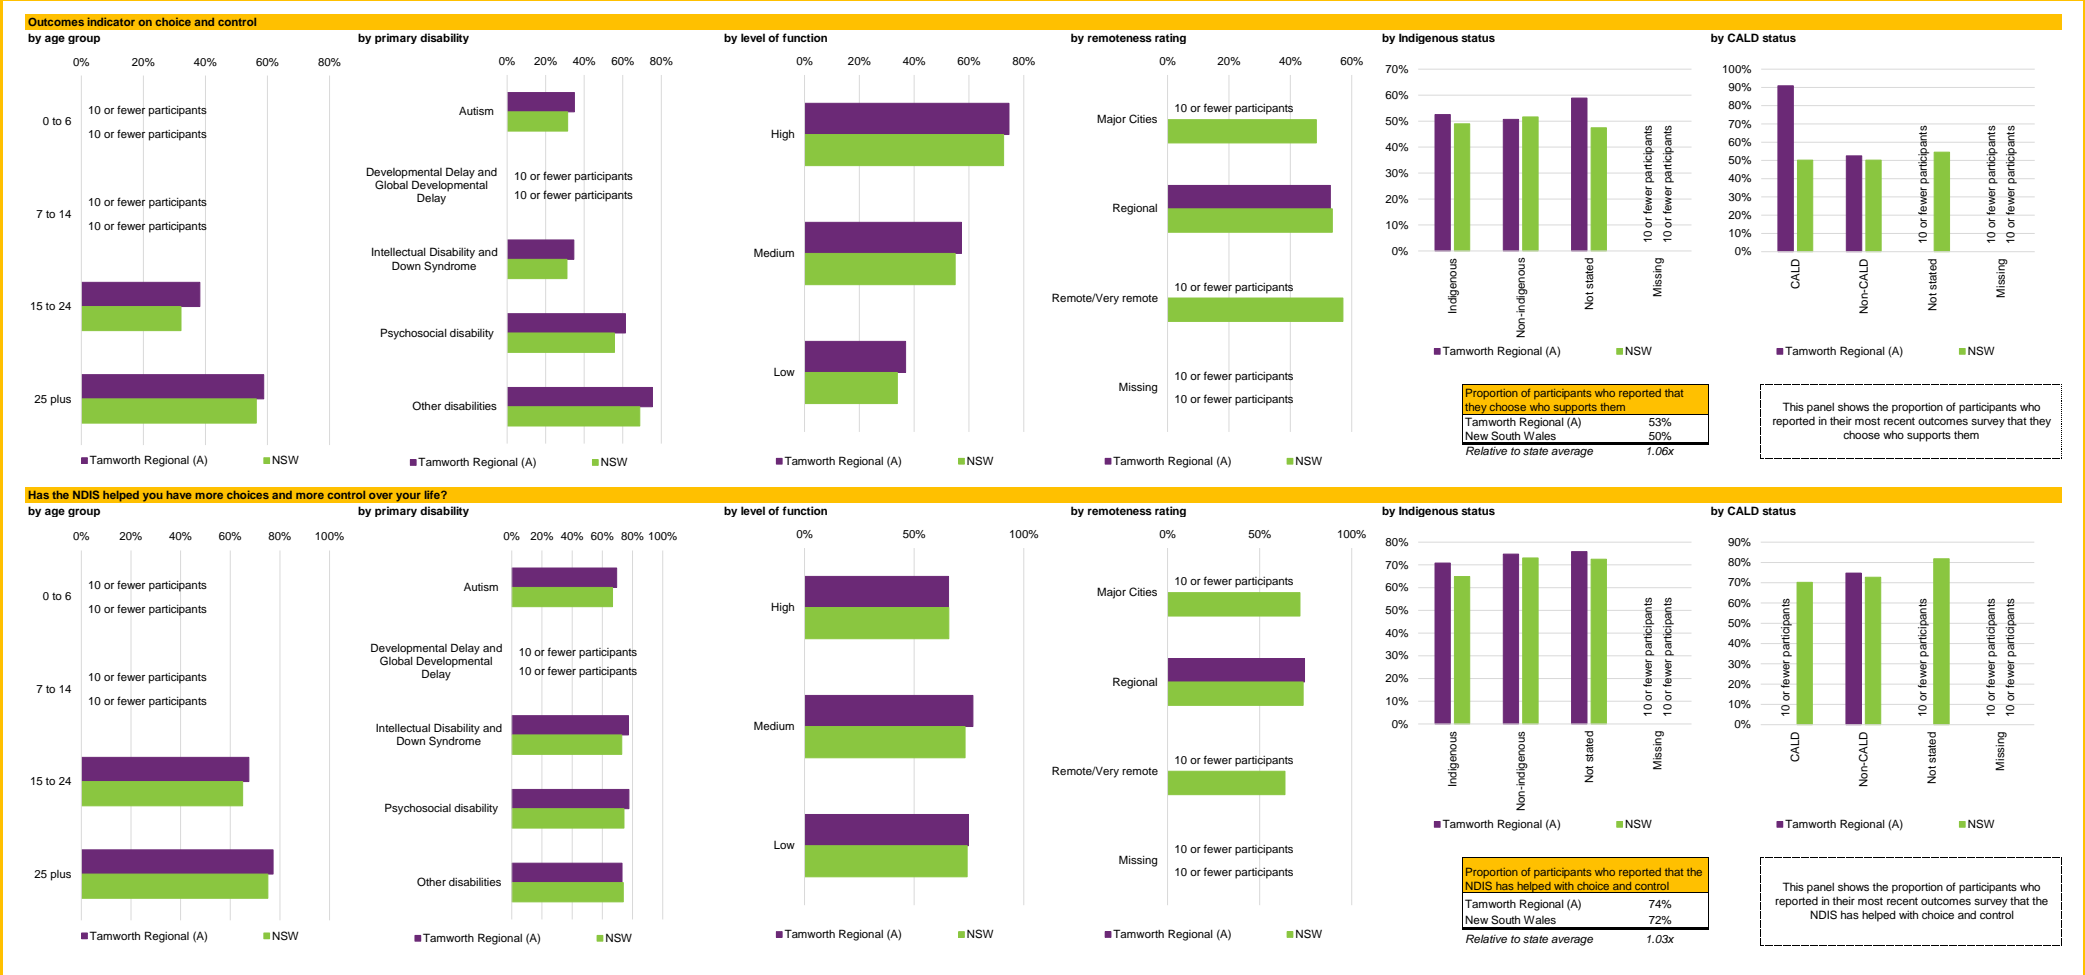 Outcomes indicator on choice and control
by age group
0% 20% 40% 60% 80%
0 to 6
10 or fewer participants
10 or fewer participants
7 to 14
10 or fewer participants
10 or fewer participants
15 to 24
25 plus
Tamworth Regional (A) NSW
by primary disability
0% 20% 40% 60% 80%
Autism
Developmental Delay and
Global Developmental
Delay
10 or fewer participants
10 or fewer participants
Intellectual Disability and
Down Syndrome
Psychosocial disability
Other disabilities
Tamworth Regional (A) NSW
by level of function
0% 20% 40% 60% 80%
High
Medium
Low
Tamworth Regional (A) NSW
by remoteness rating
0% 20% 40% 60%
Major Cities
10 or fewer participants
Regional
Remote/Very remote
10 or fewer participants
Missing
10 or fewer participants
10 or fewer participants
Tamworth Regional (A) NSW
by Indigenous status
70%
60%
50%
40%
30%
20%
10%
0%
10 or fewer participants
10 or fewer participants
Indigenous
Non-indigenous
Not stated
Missing
Tamworth Regional (A) NSW
by CALD status
100%
90%
80%
70%
60%
50%
40%
30%
20%
10%
0%
10 or fewer participants
10 or fewer participants
10 or fewer participants
CALD
Non-CALD
Not stated
Missing
Tamworth Regional (A) NSW
Proportion of participants who reported that
they choose who supports them
Tamworth Regional (A) 53%
New South Wales 50%
Relative to state average 1.06x
This panel shows the proportion of participants who
reported in their most recent outcomes survey that they
choose who supports them
Has the NDIS helped you have more choices and more control over your life?
by age group
0% 20% 40% 60% 80% 100%
0 to 6
10 or fewer participants
10 or fewer participants
7 to 14
10 or fewer participants
10 or fewer participants
15 to 24
25 plus
Tamworth Regional (A) NSW
by primary disability
0% 20% 40% 60% 80% 100%
Autism
Developmental Delay and
Global Developmental
Delay
10 or fewer participants
10 or fewer participants
Intellectual Disability and
Down Syndrome
Psychosocial disability
Other disabilities
Tamworth Regional (A) NSW
by level of function
0% 50% 100%
High
Medium
Low
Tamworth Regional (A) NSW
by remoteness rating
0% 50% 100%
Major Cities
10 or fewer participants
Regional
Remote/Very remote
10 or fewer participants
Missing
10 or fewer participants
10 or fewer participants
Tamworth Regional (A) NSW
by Indigenous status
80%
70%
60%
50%
40%
30%
20%
10%
0%
10 or fewer participants
10 or fewer participants
Indigenous
Non-indigenous
Not stated
Missing
Tamworth Regional (A) NSW
by CALD status
90%
80%
70%
60%
50%
40%
30%
20%
10%
0%
10 or fewer participants
10 or fewer participants
10 or fewer participants
10 or fewer participants
CALD
Non-CALD
Not stated
Missing
Tamworth Regional (A) NSW
Proportion of participants who reported that the
NDIS has helped with choice and control
Tamworth Regional (A) 74%
New South Wales 72%
Relative to state average 1.03x
This panel shows the proportion of participants who
reported in their most recent outcomes survey that the
NDIS has helped with choice and control